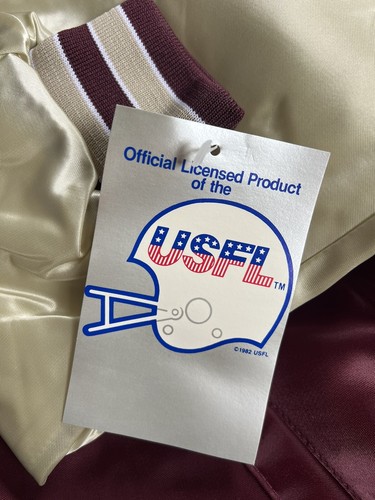 Official Licensed Product
of the
USFL TM
©1982 USFL